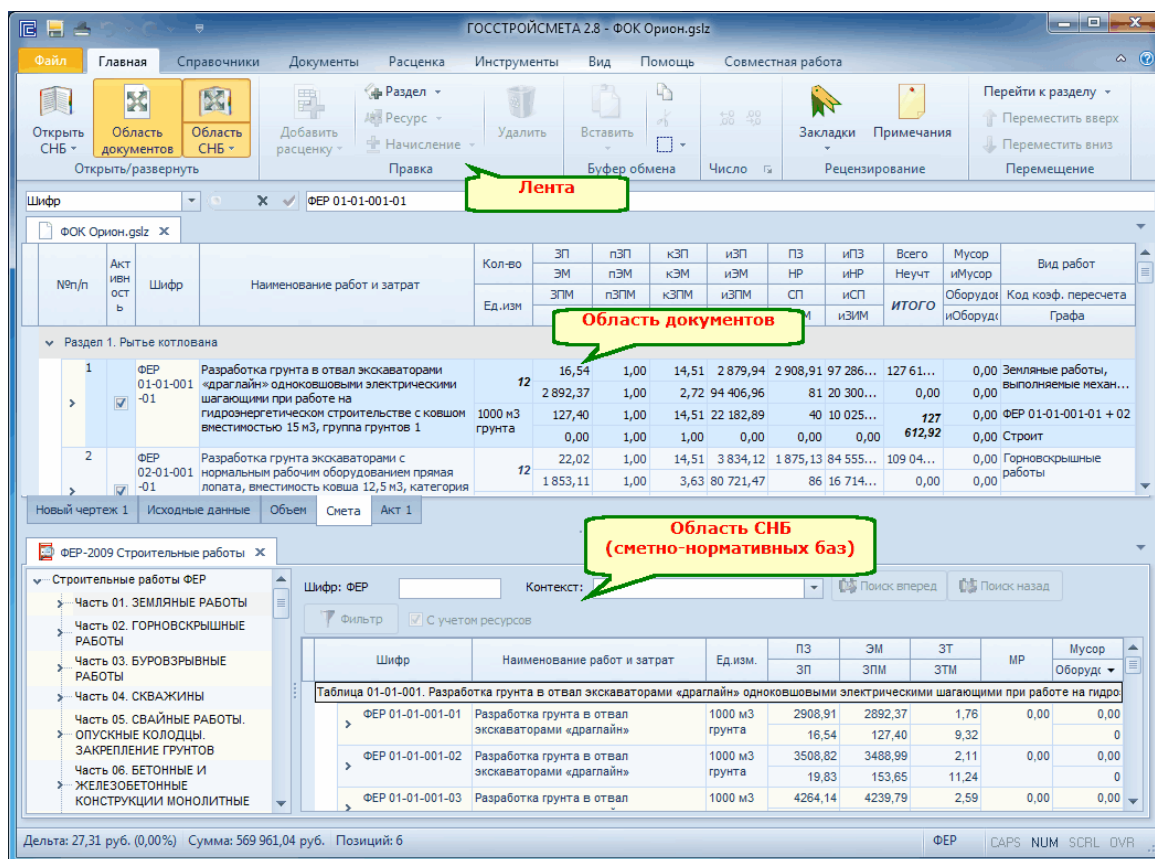 ГОССТРОЙСМЕТА 2.8 - ФОК Орион.gslz
Файл Главная Справочники Документы Расценка Инструменты Вид Помощь Совместная работа
Открыть СНБ
Область документов
Область СНБ
Добавить расценку
Раздел
Ресурс
Начисление
Удалить
Вставить
Закладки
Примечания
Перейти к разделу
Переместить вверх
Переместить вниз
Открыть/развернуть Правка Буфер обмена Число Рецензирование Перемещение
Лента
Шифр ФЕР 01-01-001-01
ФОК Орион.gslz
№п/п
Активность
Шифр
Наименование работ и затрат
Кол-во
Ед.изм
ЗП пЗП кЗП иЗП ПЗ иПЗ Всего Мусор Вид работ
ЭМ пЭМ кЭМ иЭМ НР иНР Неучт иМусор
ЗПМ пЗПМ кЗПМ иЗПМ СП иСП ИТОГО Оборудов Код коэф. пересчета
иЗИМ иОборудс Графа
Область документов
Раздел 1. Рытье котлована
1 ФЕР 01-01-001 -01
Разработка грунта в отвал экскаваторами
«драглайн» одноковшовыми электрическими
шагающими при работе на
гидроэнергетическом строительстве с ковшом
вместимостью 15 м3, группа грунтов 1
12
1000 м3
грунта
16,54 1,00 14,51 2 879,94 2 908,91 97 286... 127 61... 0,00 Земляные работы,
выполняемые механ...
2 892,37 1,00 2,72 94 406,96 81 20 300... 0,00 0,00
127,40 1,00 14,51 22 182,89 40 10 025... 127 612,92 0,00 ФЕР 01-01-001-01 + 02
0,00 1,00 1,00 0,00 0,00 0,00 0,00 Строит
2 ФЕР 02-01-001 -01
Разработка грунта экскаваторами с
нормальным рабочим оборудованием прямая
лопата, вместимость ковша 12,5 м3, категория
12
22,02 1,00 14,51 3 834,12 1 875,13 84 555... 109 04... 0,00 Горновскрышные
работы
1 853,11 1,00 3,63 80 721,47 86 16 714... 0,00 0,00
Новый чертеж 1 Исходные данные Объем Смета Акт 1
Область СНБ
(сметно-нормативных баз)
ФЕР-2009 Строительные работы
Строительные работы ФЕР
Часть 01. ЗЕМЛЯНЫЕ РАБОТЫ
Часть 02. ГОРНОВСКРЫШНЫЕ
РАБОТЫ
Часть 03. БУРОВЗРЫВНЫЕ
РАБОТЫ
Часть 04. СКВАЖИНЫ
Часть 05. СВАЙНЫЕ РАБОТЫ.
ОПУСКНЫЕ КОЛОДЦЫ.
ЗАКРЕПЛЕНИЕ ГРУНТОВ
Часть 06. БЕТОННЫЕ И
ЖЕЛЕЗОБЕТОННЫЕ
КОНСТРУКЦИИ МОНОЛИТНЫЕ
Шифр: ФЕР Контекст: Поиск вперед Поиск назад
Фильтр С учетом ресурсов
Шифр Наименование работ и затрат Ед.изм. ПЗ ЭМ ЗТ МР Мусор
ЗП ЗПМ ЗТМ Оборудс
Таблица 01-01-001. Разработка грунта в отвал экскаваторами «драглайн» одноковшовыми электрическими шагающими при работе на гидро
ФЕР 01-01-001-01 Разработка грунта в отвал 1000 м3 2908,91 2892,37 1,76 0,00 0,00
экскаваторами «драглайн» грунта 16,54 127,40 9,32 0
ФЕР 01-01-001-02 Разработка грунта в отвал 1000 м3 3508,82 3488,99 2,11 0,00 0,00
экскаваторами «драглайн» грунта 19,83 153,65 11,24 0
ФЕР 01-01-001-03 Разработка грунта в отвал 1000 м3 4264,14 4239,79 2,59 0,00 0,00
Дельта: 27,31 руб. (0,00%) Сумма: 569 961,04 руб. Позиций: 6 ФЕР CAPS NUM SCRL OVR